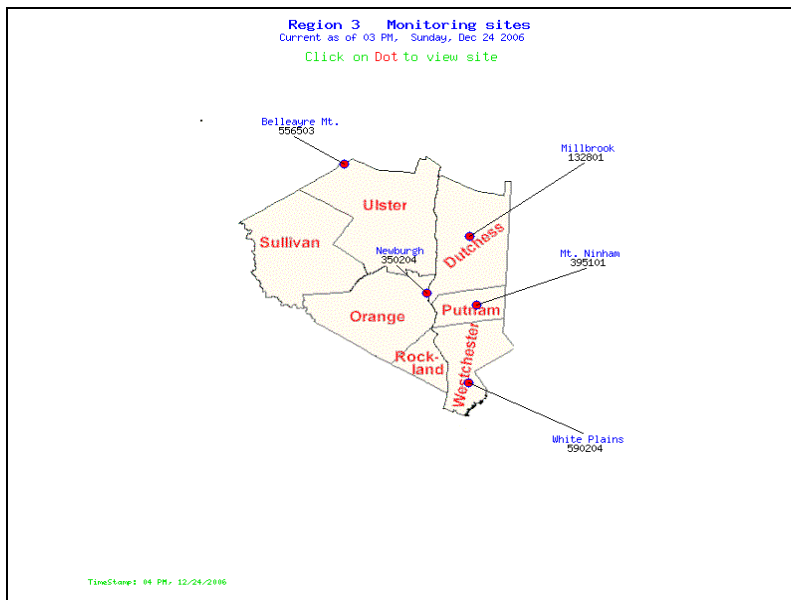 Region 3 Monitoring sites
Current as of 03 PM, Sunday, Dec 24 2006
Click on Dot to view site
Belleayre Mt.
556503
Millbrook
132801
Ulster
Dutchess
Sullivan
Newburgh
350204
Mt. Ninham
395101
Orange
Putnam
Rock-
land
Westchester
White Plains
590204
TimeStamp: 04 PM, 12/24/2006